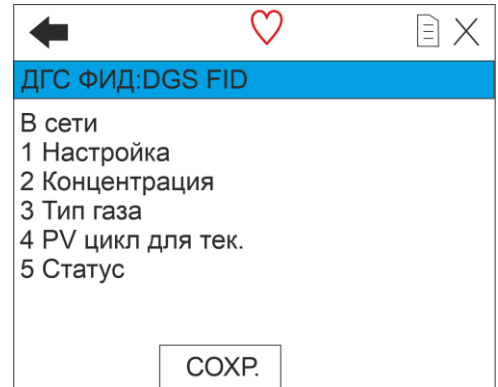 ДГС ФИД:DGS FID
В сети
1 Настройка
2 Концентрация
3 Тип газа
4 PV цикл для тек.
5 Статус
СОХР.